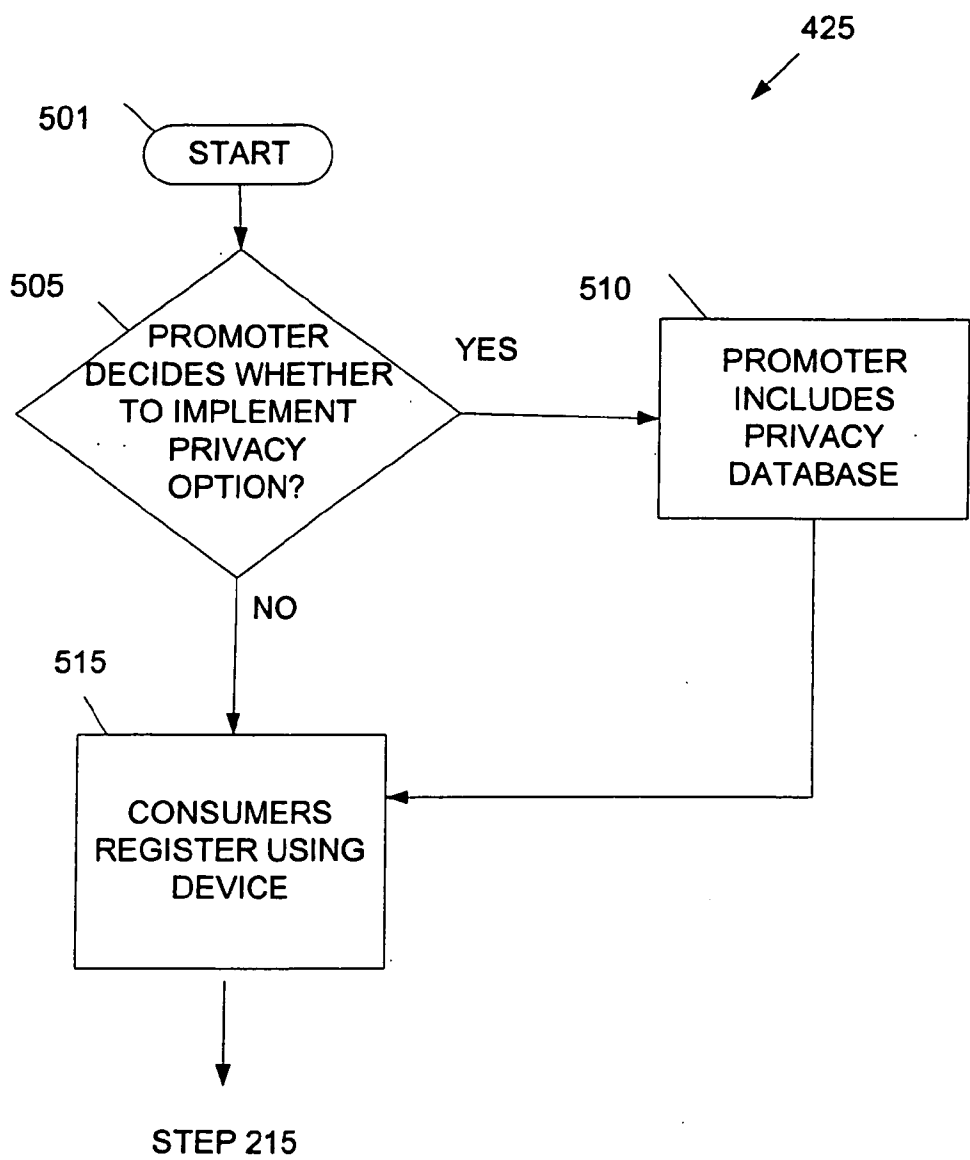 425
501
START
505
PROMOTER
DECIDES WHETHER
TO IMPLEMENT
PRIVACY
OPTION?
YES
510
PROMOTER
INCLUDES
PRIVACY
DATABASE
NO
515
CONSUMERS
REGISTER USING
DEVICE
STEP 215